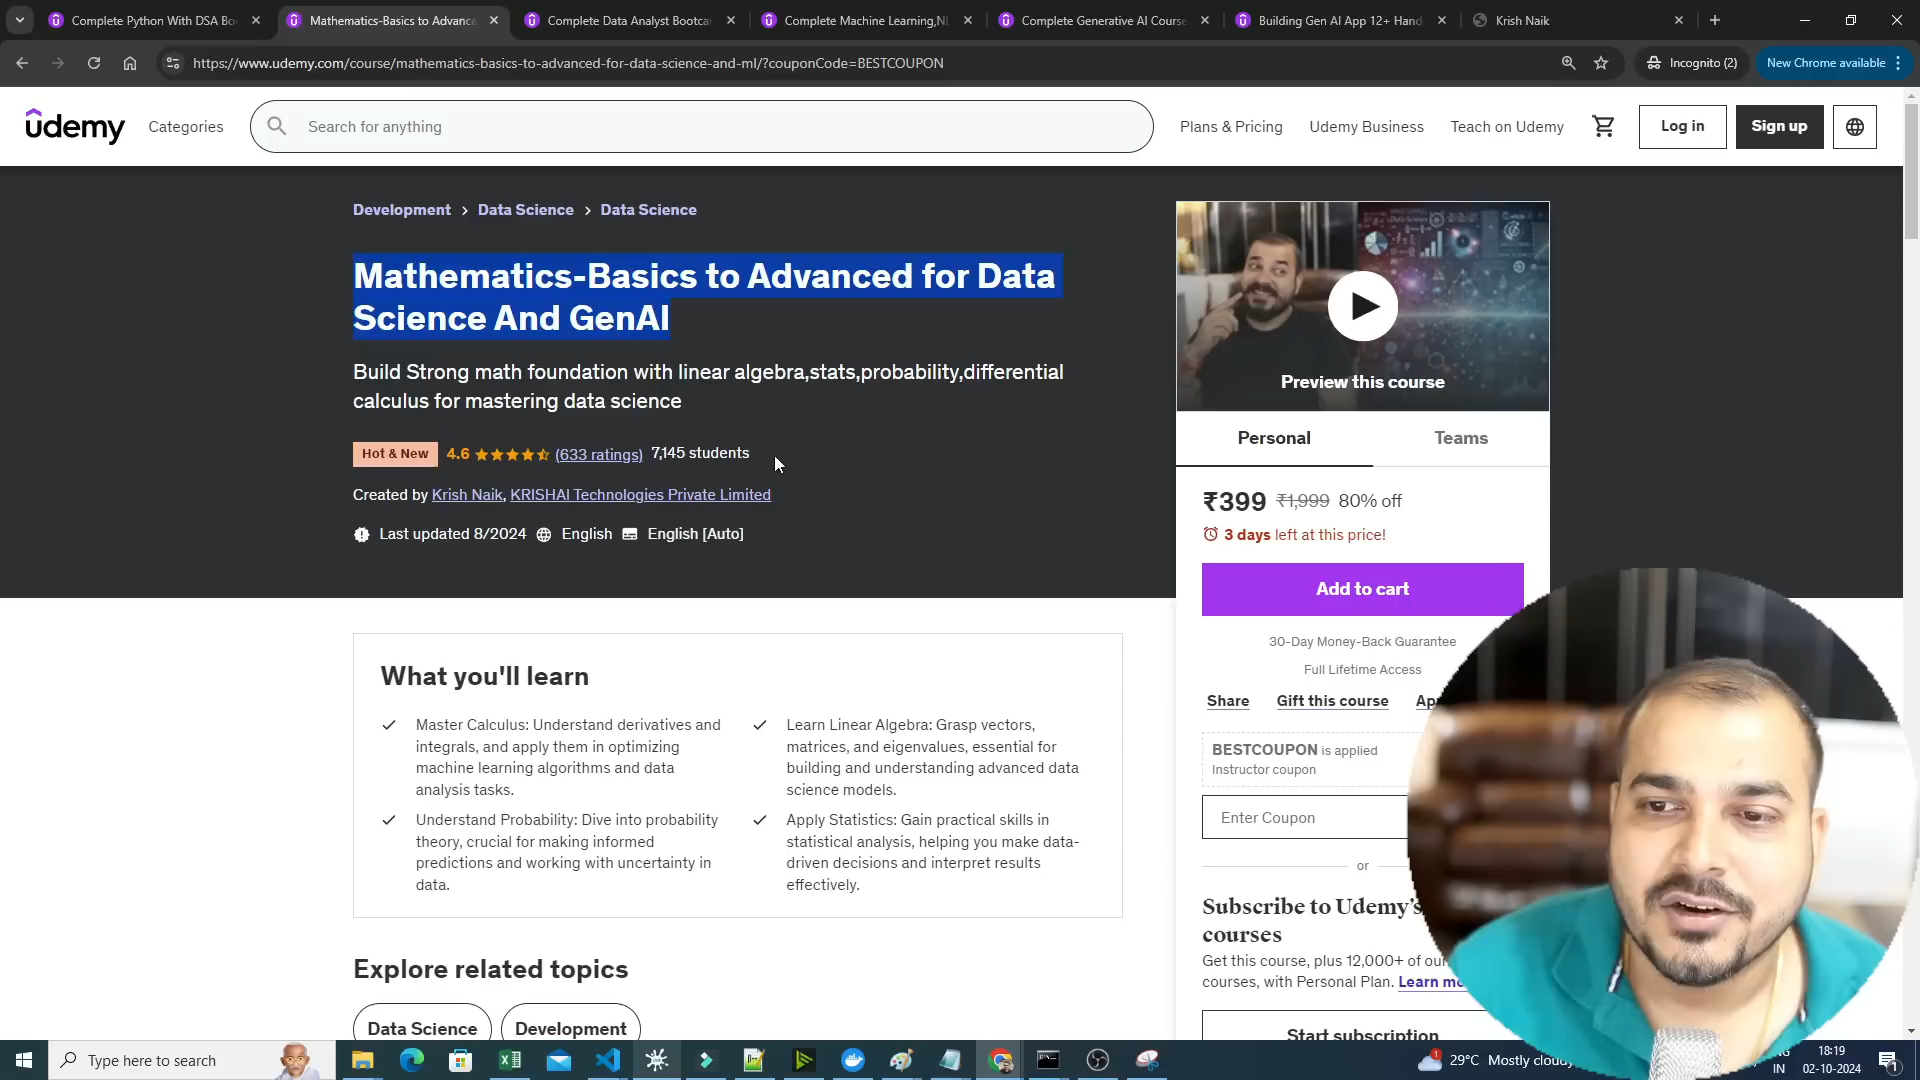 Complete Python With DSA Bo
Mathematics-Basics to Advanc
Complete Data Analyst Bootca
Complete Machine Learning,NL
Complete Generative AI Course
Building Gen AI App 12+ Hand
Krish Naik
https://www.udemy.com/course/mathematics-basics-to-advanced-for-data-science-and-ml/?couponCode=BESTCOUPON
Incognito (2)
New Chrome available
udemy
Categories
Search for anything
Plans & Pricing
Udemy Business
Teach on Udemy
Log in
Sign up
Development > Data Science > Data Science
Mathematics-Basics to Advanced for Data
Science And GenAI
Build Strong math foundation with linear algebra,stats,probability,differential
calculus for mastering data science
Hot & New 4.6 (633 ratings) 7,145 students
Created by Krish Naik, KRISHAI Technologies Private Limited
Last updated 8/2024 English English [Auto]
Preview this course
Personal
Teams
₹399 ₹1,999 80% off
3 days left at this price!
Add to cart
30-Day Money-Back Guarantee
Full Lifetime Access
Share
Gift this course
BESTCOUPON is applied
Instructor coupon
Enter Coupon
or
Subscribe to Udemy's
courses
Get this course, plus 12,000+ of
courses, with Personal Plan. Learn
Start subscription
What you'll learn
Master Calculus: Understand derivatives and
integrals, and apply them in optimizing
machine learning algorithms and data
analysis tasks.
Learn Linear Algebra: Grasp vectors,
matrices, and eigenvalues, essential for
building and understanding advanced data
science models.
Understand Probability: Dive into probability
theory, crucial for making informed
predictions and working with uncertainty in
data.
Apply Statistics: Gain practical skills in
statistical analysis, helping you make data-
driven decisions and interpret results
effectively.
Explore related topics
Data Science
Development
Type here to search
1
29°C Mostly cloudy
IN
18:19
02-10-2024
1